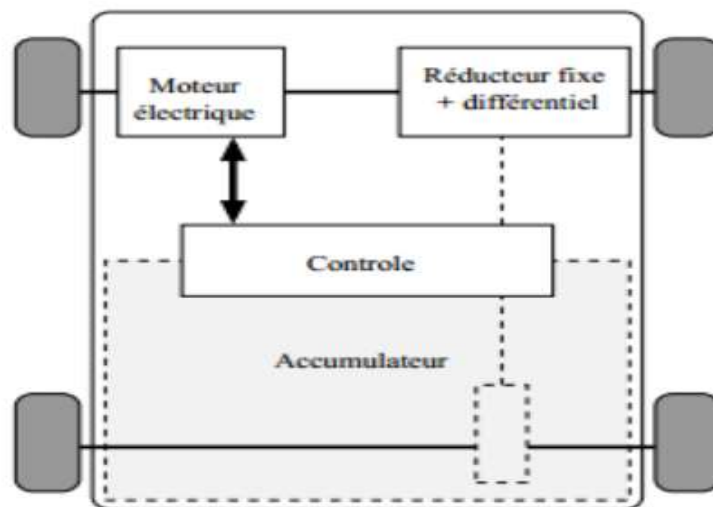 Moteur
électrique
Réducteur fixe
+ différentiel
Controle
Accumulateur